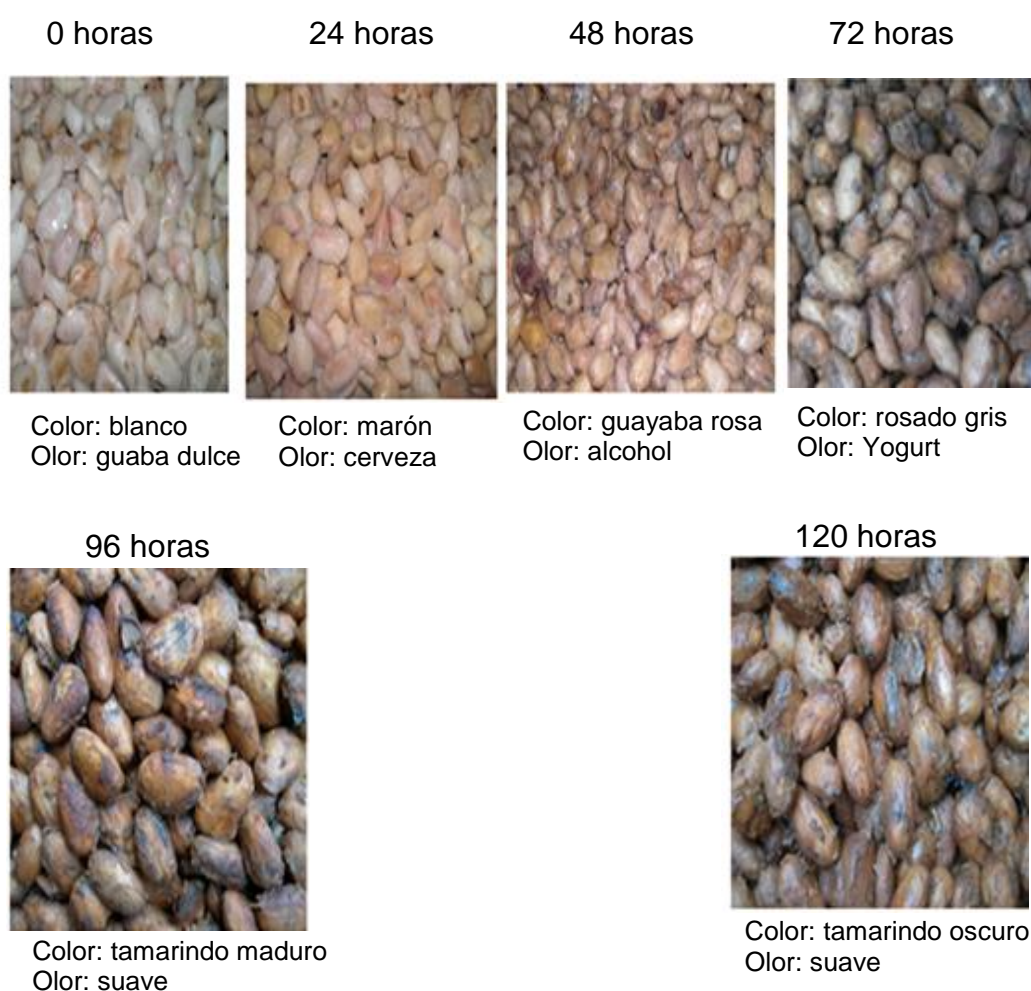 0 horas
24 horas
48 horas
72 horas
Color: blanco
Olor: guaba dulce
Color: marón
Olor: cerveza
Color: guayaba rosa
Olor: alcohol
Color: rosado gris
Olor: Yogurt
96 horas
120 horas
Color: tamarindo maduro
Olor: suave
Color: tamarindo oscuro
Olor: suave